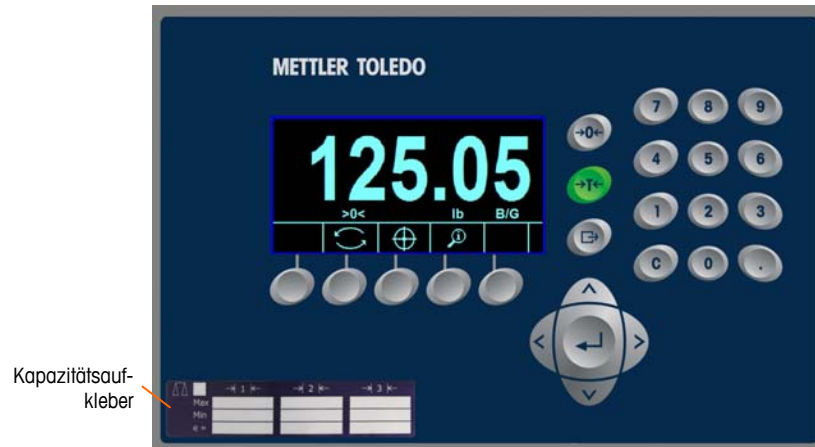 METTLER TOLEDO
125.05
>0< lb B/G
→0←
→T←
7 8 9
4 5 6
1 2 3
C 0 .
Kapazitätsauf-
kleber
→| 1 |← →| 2 |← →| 3 |←
Max
Min
e =